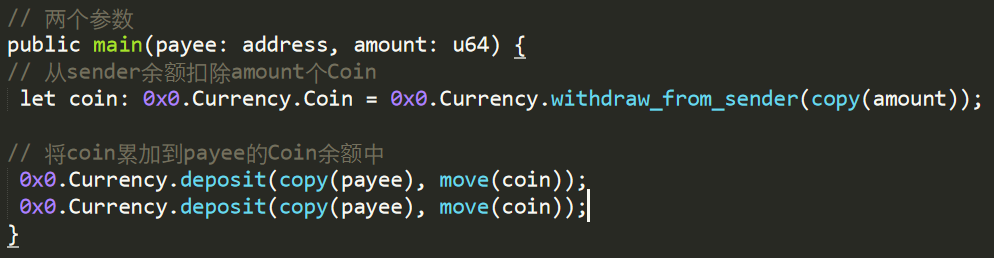 // 两个参数
public main(payee: address, amount: u64) {
// 从sender余额扣除amount个Coin
let coin: 0x0.Currency.Coin = 0x0.Currency.withdraw_from_sender(copy(amount));
// 将coin累加到payee的Coin余额中
0x0.Currency.deposit(copy(payee), move(coin));
0x0.Currency.deposit(copy(payee), move(coin));
}